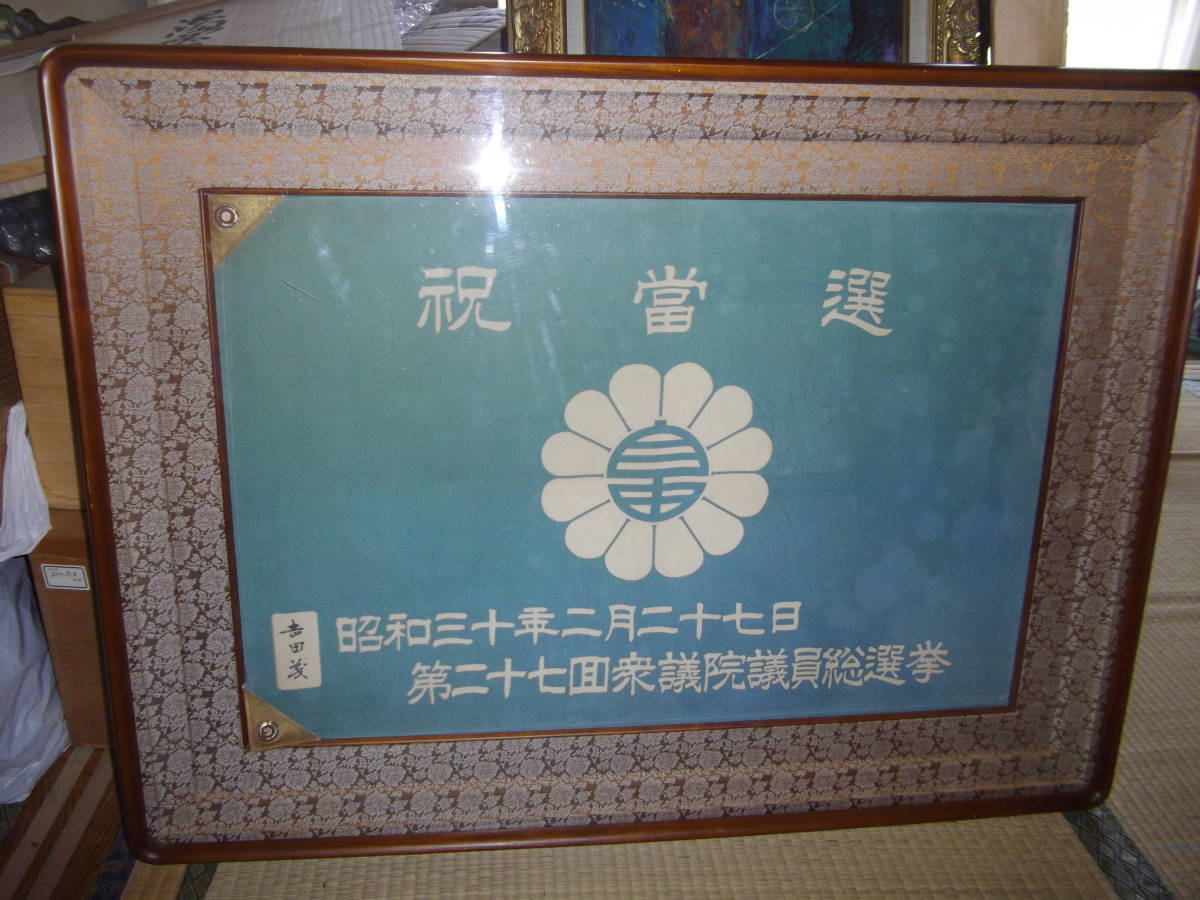 祝當選
吉田茂
昭和三十年二月二十七日
第二十七回衆議院議員総選挙